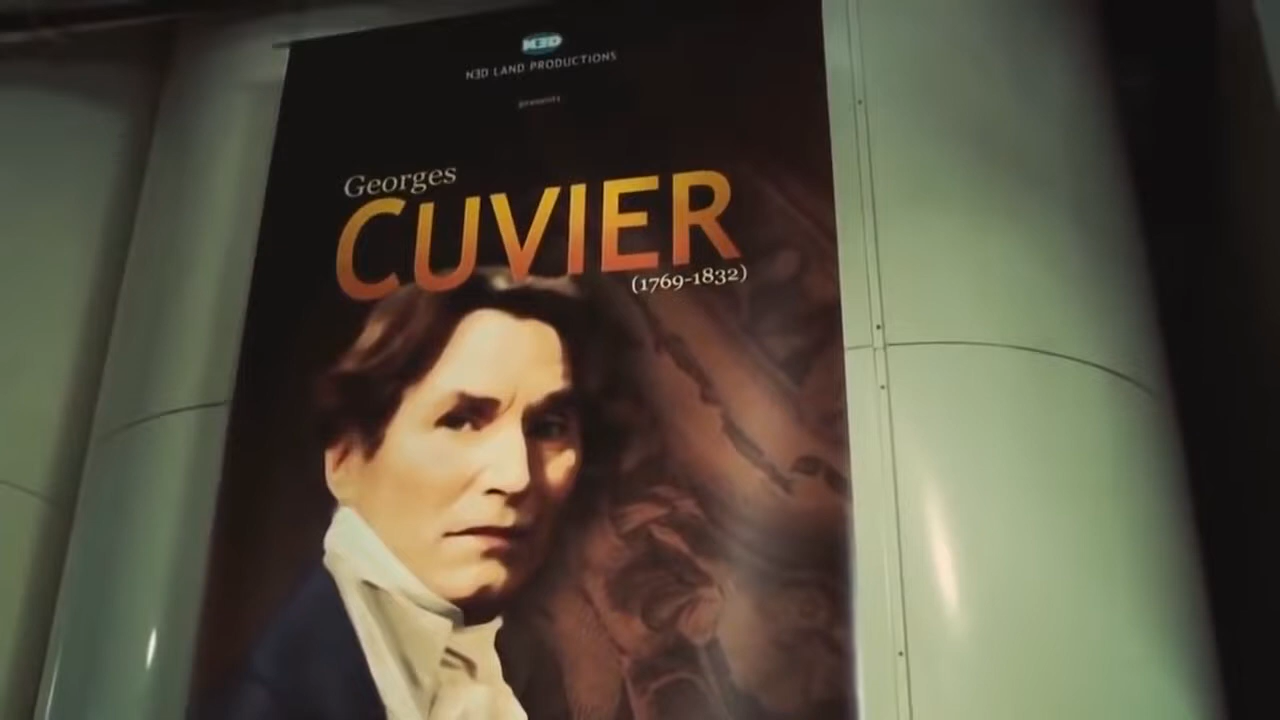 N3D
N3D LAND PRODUCTIONS
presents
Georges
CUVIER
(1769-1832)